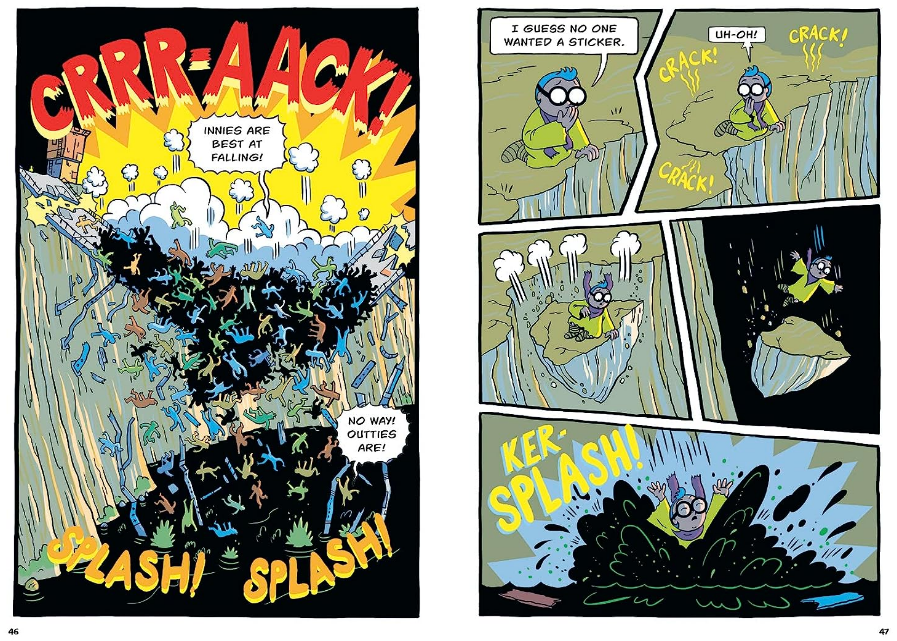 CRRR-AACK!
INNIES ARE
BEST AT
FALLING!
NO WAY!
OUTTIES
ARE!
SPLASH!
SPLASH!
46
I GUESS NO ONE
WANTED A STICKER.
UH-OH!
CRACK!
CRACK!
CRACK!
KER-
SPLASH!
47